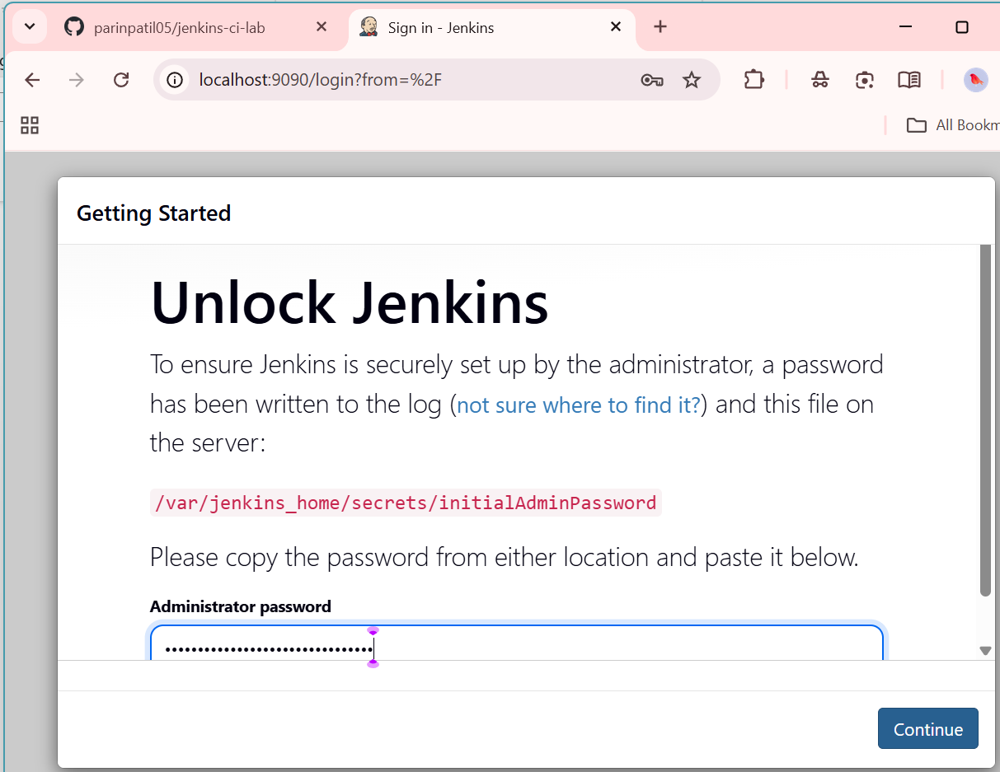 parinpatil05/jenkins-ci-lab
Sign in - Jenkins
localhost:9090/login?from=%2F
All Bookm
Getting Started
Unlock Jenkins
To ensure Jenkins is securely set up by the administrator, a password
has been written to the log (not sure where to find it?) and this file on
the server:
/var/jenkins_home/secrets/initialAdminPassword
Please copy the password from either location and paste it below.
Administrator password
••••••••••••••••••••••••••••••••
Continue